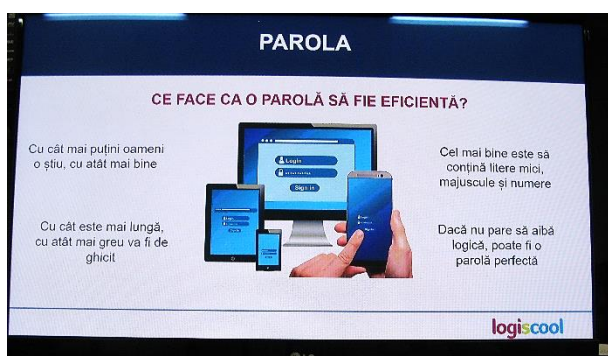 PAROLA
CE FACE CA O PAROLĂ SĂ FIE EFICIENTĂ?
Cu cât mai puțini oameni
o știu, cu atât mai bine
Cu cât este mai lungă,
cu atât mai greu va fi de
ghicit
Login
Sign in
Cel mai bine este să
conțină litere mici,
majuscule și numere
Dacă nu pare să aibă
logică, poate fi o
parolă perfectă
logiscool